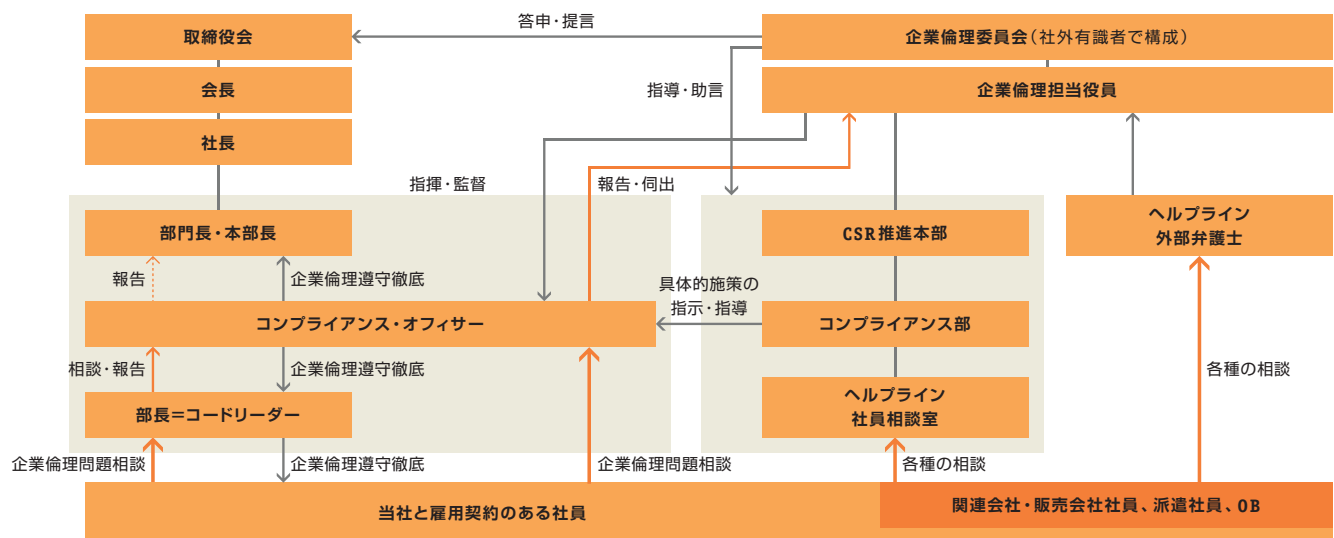 答申・提言
取締役会
企業倫理委員会（社外有識者で構成）
指導・助言
会長
企業倫理担当役員
社長
指揮・監督
報告・伺出
部門長・本部長
CSR推進本部
ヘルプライン
外部弁護士
報告
企業倫理遵守徹底
具体的施策の
指示・指導
コンプライアンス・オフィサー
コンプライアンス部
相談・報告
企業倫理遵守徹底
各種の相談
部長＝コードリーダー
ヘルプライン
社員相談室
企業倫理問題相談
企業倫理遵守徹底
企業倫理問題相談
各種の相談
当社と雇用契約のある社員
関連会社・販売会社社員、派遣社員、OB